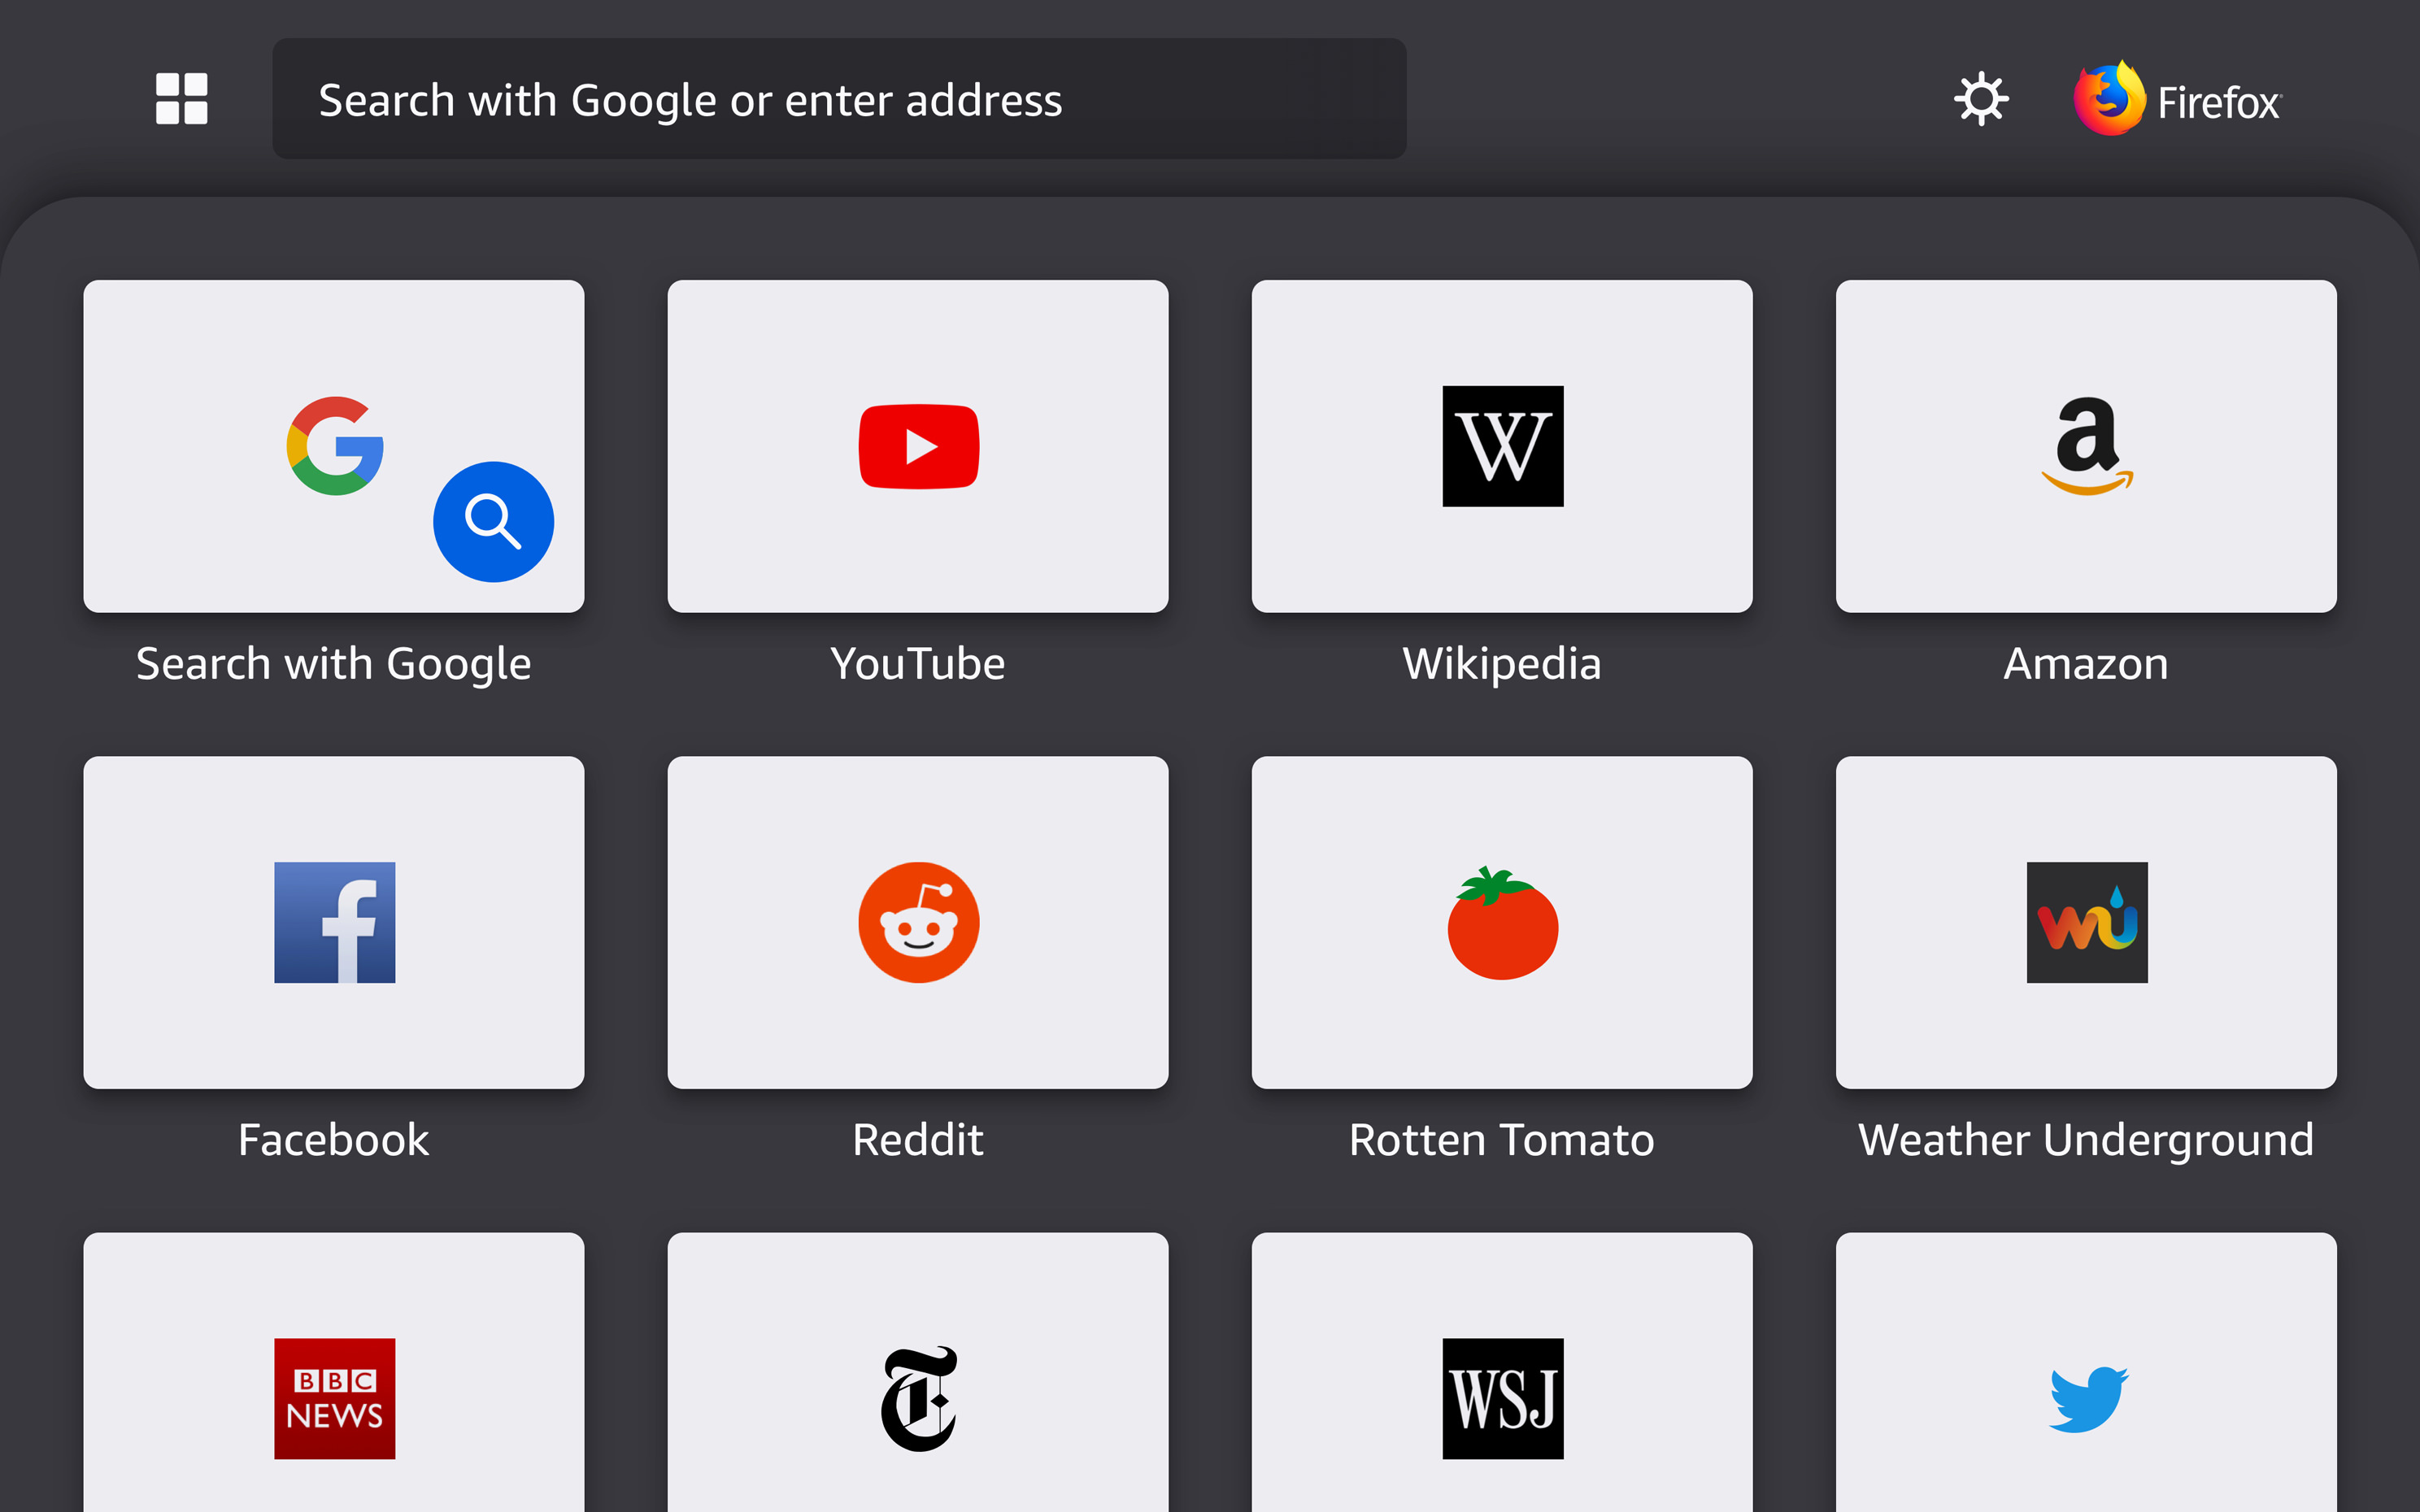 Search with Google or enter address
Firefox
Search with Google
YouTube
W
Wikipedia
a
Amazon
f
Facebook
Reddit
Rotten Tomato
wu
Weather Underground
BBC
NEWS
T
WSJ